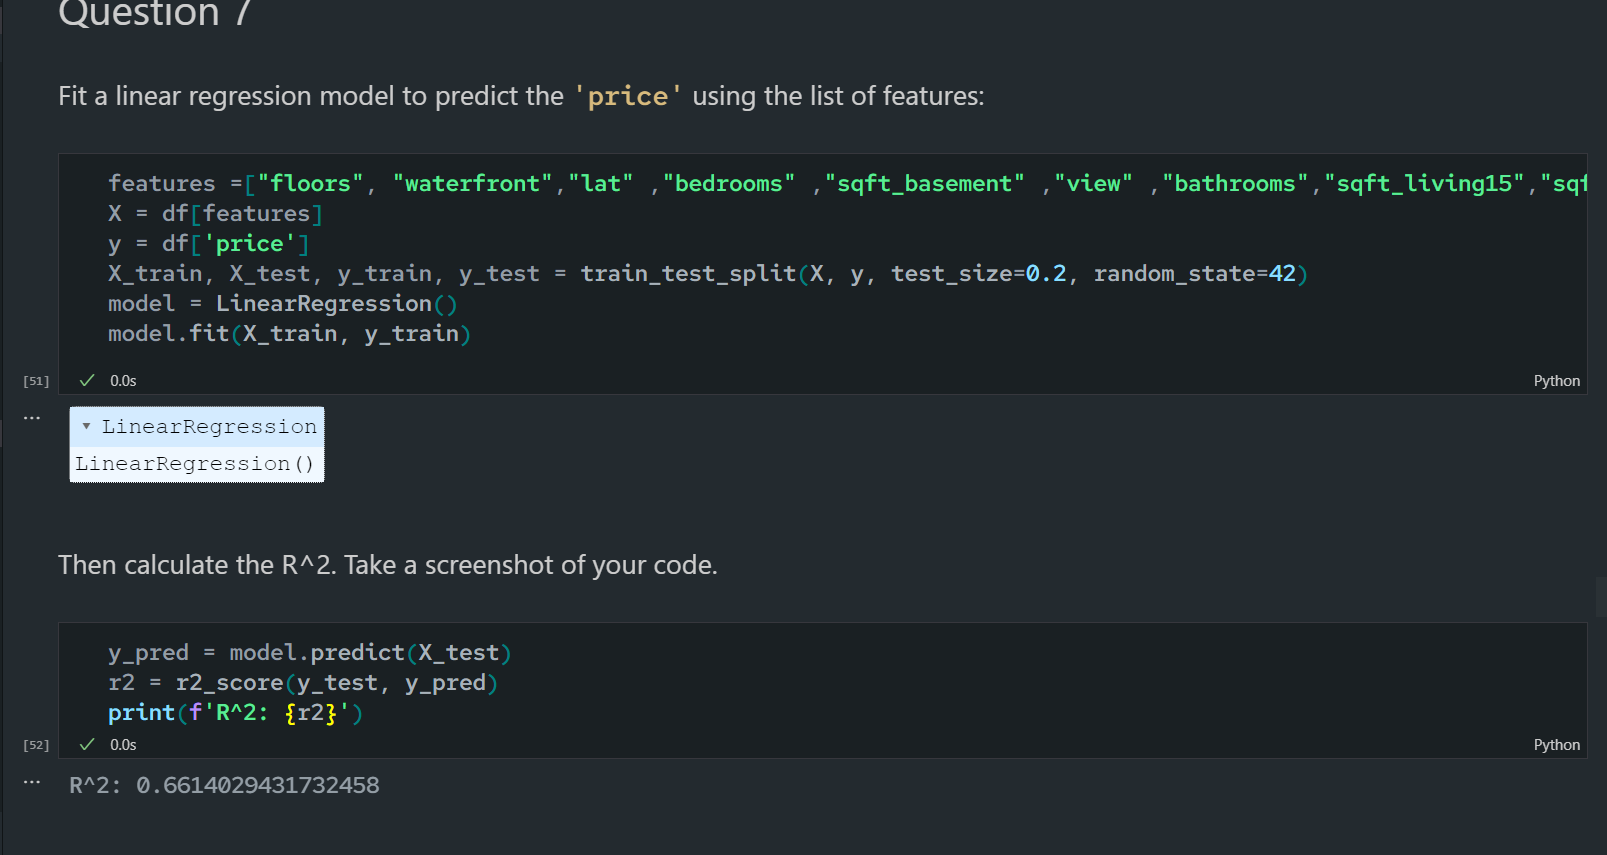 Question 7
Fit a linear regression model to predict the 'price' using the list of features:
features =["floors", "waterfront","lat" ,"bedrooms" ,"sqft_basement" ,"view" ,"bathrooms","sqft_living15","sqf
X = df[features]
y = df['price']
X_train, X_test, y_train, y_test = train_test_split(X, y, test_size=0.2, random_state=42)
model = LinearRegression()
model.fit(X_train, y_train)
[51] ✓ 0.0s Python
... ▾ LinearRegression
LinearRegression()
Then calculate the R^2. Take a screenshot of your code.
y_pred = model.predict(X_test)
r2 = r2_score(y_test, y_pred)
print(f'R^2: {r2}')
[52] ✓ 0.0s Python
... R^2: 0.6614029431732458